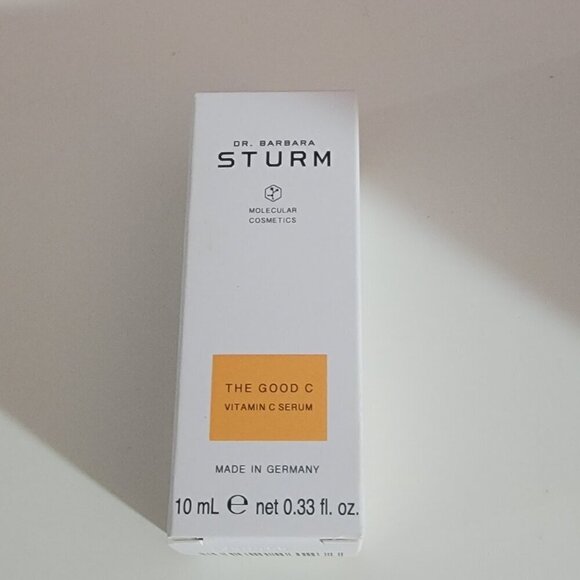 DR. BARBARA
STURM
MOLECULAR
COSMETICS
THE GOOD C
VITAMIN C SERUM
MADE IN GERMANY
10 mL ℮ net 0.33 fl. oz.